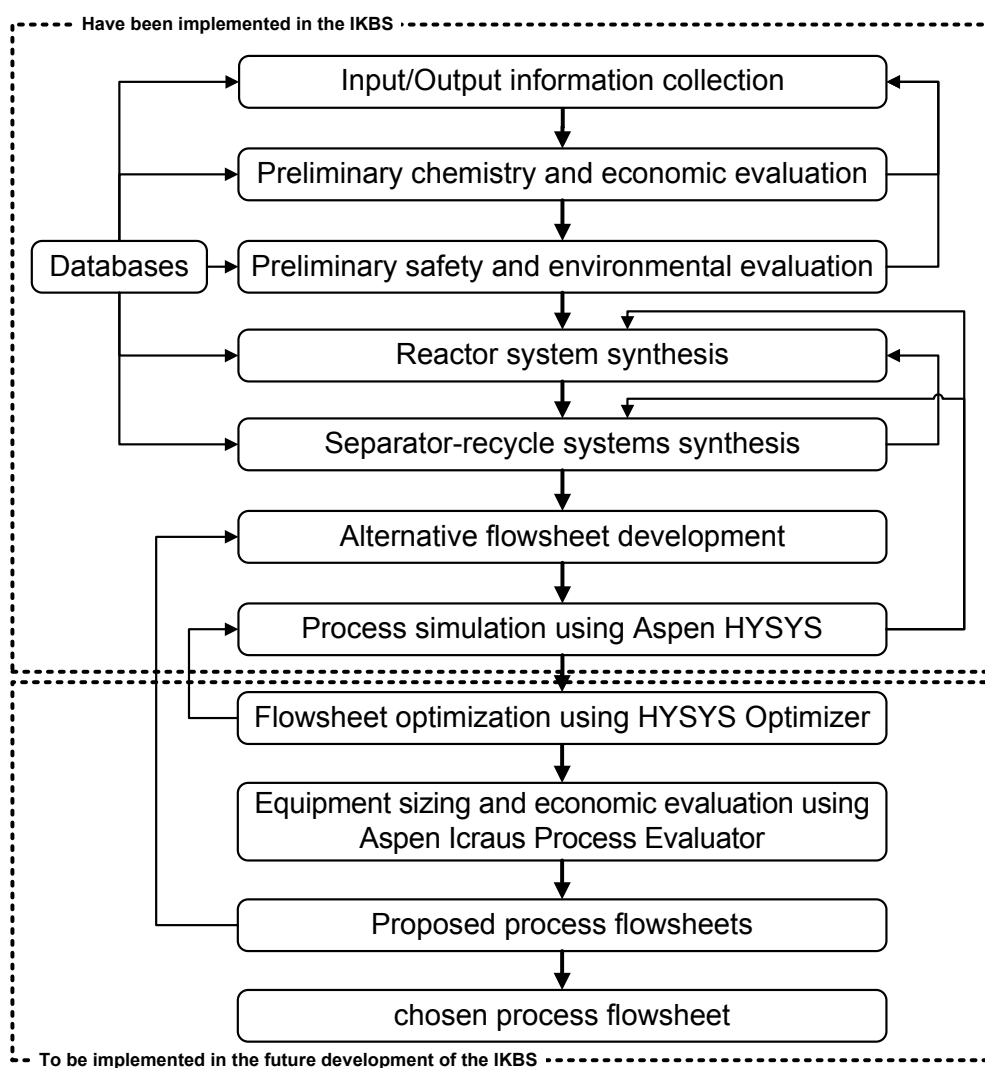 Have been implemented in the IKBS
Input/Output information collection
Preliminary chemistry and economic evaluation
Databases
Preliminary safety and environmental evaluation
Reactor system synthesis
Separator-recycle systems synthesis
Alternative flowsheet development
Process simulation using Aspen HYSYS
Flowsheet optimization using HYSYS Optimizer
Equipment sizing and economic evaluation using
Aspen Icraus Process Evaluator
Proposed process flowsheets
chosen process flowsheet
To be implemented in the future development of the IKBS